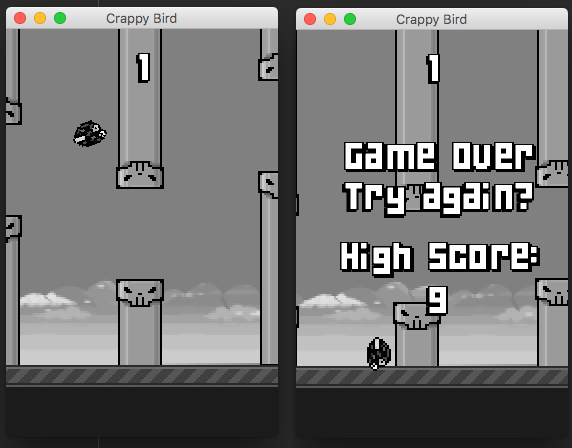 Crappy Bird
1
Crappy Bird
1
Game Over
Try again?
High Score:
9